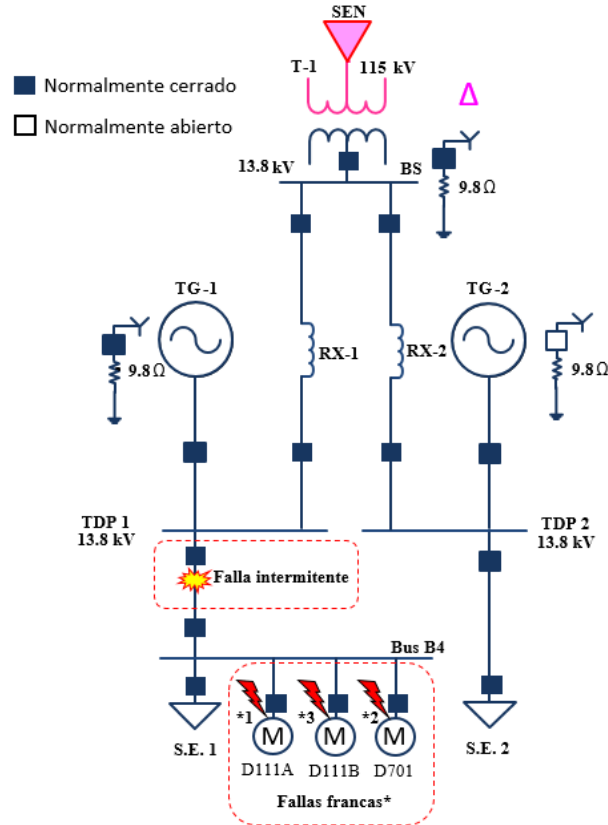 SEN
T-1
115 kV
Normalmente cerrado
Δ
Normalmente abierto
13.8 kV
BS
9.8 Ω
TG-1
TG-2
RX-1
RX-2
9.8 Ω
9.8 Ω
TDP 1
13.8 kV
TDP 2
13.8 kV
Falla intermitente
Bus B4
*1
*3
*2
M
M
M
S.E. 1
D111A
D111B
D701
S.E. 2
Fallas francas*